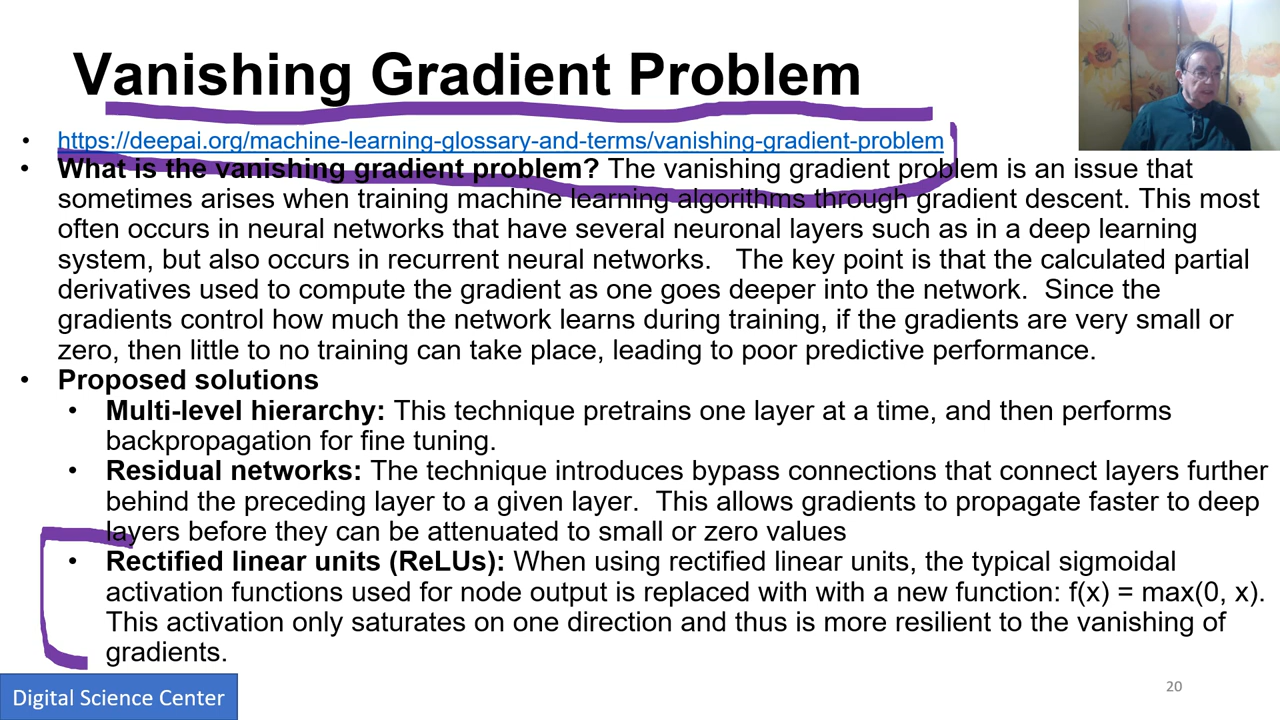 Vanishing Gradient Problem
• https://deepai.org/machine-learning-glossary-and-terms/vanishing-gradient-problem
• What is the vanishing gradient problem? The vanishing gradient problem is an issue that
sometimes arises when training machine learning algorithms through gradient descent. This most
often occurs in neural networks that have several neuronal layers such as in a deep learning
system, but also occurs in recurrent neural networks. The key point is that the calculated partial
derivatives used to compute the gradient as one goes deeper into the network. Since the
gradients control how much the network learns during training, if the gradients are very small or
zero, then little to no training can take place, leading to poor predictive performance.
• Proposed solutions
• Multi-level hierarchy: This technique pretrains one layer at a time, and then performs
backpropagation for fine tuning.
• Residual networks: The technique introduces bypass connections that connect layers further
behind the preceding layer to a given layer. This allows gradients to propagate faster to deep
layers before they can be attenuated to small or zero values
• Rectified linear units (ReLUs): When using rectified linear units, the typical sigmoidal
activation functions used for node output is replaced with with a new function: f(x) = max(0, x).
This activation only saturates on one direction and thus is more resilient to the vanishing of
gradients.
Digital Science Center
20